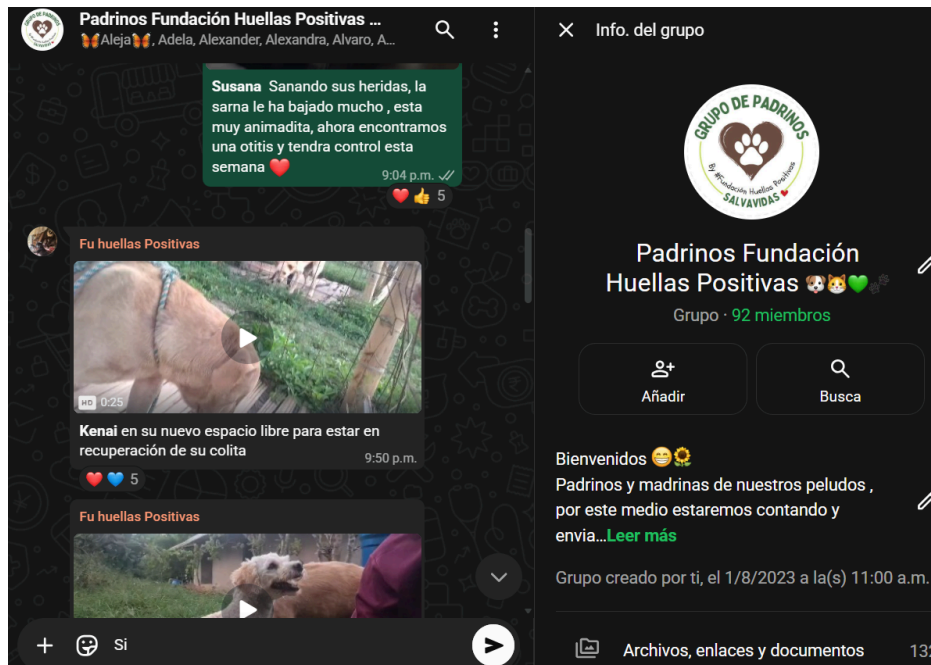 Padrinos Fundación Huellas Positivas ...
🦋Aleja🦋, Adela, Alexander, Alexandra, Alvaro, A...
Susana Sanando sus heridas, la
sarna le ha bajado mucho , esta
muy animadita, ahora encontramos
una otitis y tendra control esta
semana ❤️
9:04 p.m.
❤️👍 5
Fu huellas Positivas
HD 0:25
Kenai en su nuevo espacio libre para estar en
recuperación de su colita
9:50 p.m.
❤️💙 5
Fu huellas Positivas
Si
Info. del grupo
GRUPO DE PADRINOS
By #Fundación Huellas Positivas
SALVAVIDAS
Padrinos Fundación
Huellas Positivas 🐶🐱💚🐾
Grupo · 92 miembros
Añadir
Busca
Bienvenidos 😁🌻
Padrinos y madrinas de nuestros peludos ,
por este medio estaremos contando y
envia...Leer más
Grupo creado por ti, el 1/8/2023 a la(s) 11:00 a.m.
Archivos, enlaces y documentos